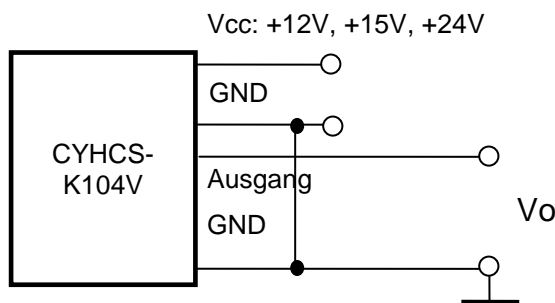 Vcc: +12V, +15V, +24V
GND
CYHCS-
K104V
Ausgang
GND
Vo